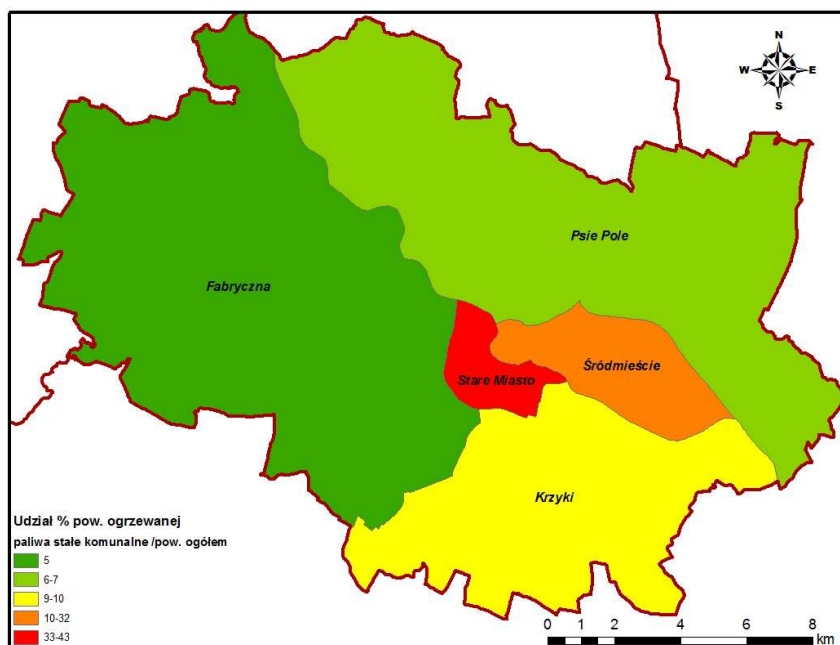 N
W E
S
Psie Pole
Fabryczna
Śródmieście
Stare Miasto
Krzyki
Udział % pow. ogrzewanej
paliwa stałe komunalne /pow. ogółem
5
6-7
9-10
10-32
33-43
0 1 2 4 6 8
km